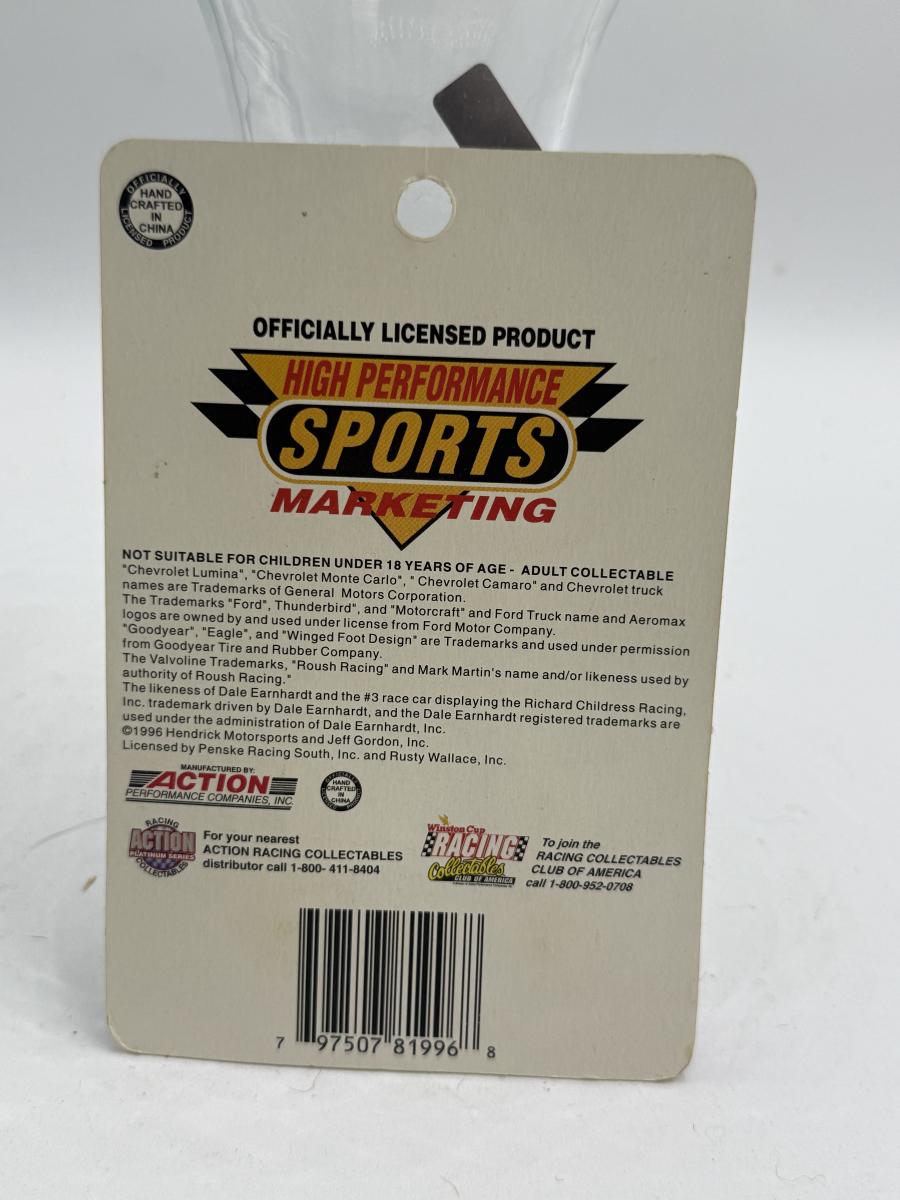 OFFICIALLY
HAND
CRAFTED
IN
CHINA
LICENSED PRODUCT
OFFICIALLY LICENSED PRODUCT
HIGH PERFORMANCE
SPORTS
MARKETING
NOT SUITABLE FOR CHILDREN UNDER 18 YEARS OF AGE - ADULT COLLECTABLE
"Chevrolet Lumina", "Chevrolet Monte Carlo", " Chevrolet Camaro" and Chevrolet truck
names are Trademarks of General Motors Corporation.
The Trademarks "Ford", Thunderbird", and "Motorcraft" and Ford Truck name and Aeromax
logos are owned by and used under license from Ford Motor Company.
"Goodyear", "Eagle", and "Winged Foot Design" are Trademarks and used under permission
from Goodyear Tire and Rubber Company.
The Valvoline Trademarks, "Roush Racing" and Mark Martin's name and/or likeness used by
authority of Roush Racing."
The likeness of Dale Earnhardt and the #3 race car displaying the Richard Childress Racing,
Inc. trademark driven by Dale Earnhardt, and the Dale Earnhardt registered trademarks are
used under the administration of Dale Earnhardt, Inc.
©1996 Hendrick Motorsports and Jeff Gordon, Inc.
Licensed by Penske Racing South, Inc. and Rusty Wallace, Inc.
MANUFACTURED BY:
ACTION
PERFORMANCE COMPANIES, INC.
OFFICIALLY
HAND
CRAFTED
IN
CHINA
RACING
ACTION
PLATINUM SERIES
COLLECTABLES
For your nearest
ACTION RACING COLLECTABLES
distributor call 1-800- 411-8404
Winston Cup
RACING
Collectables
CLUB OF AMERICA
To join the
RACING COLLECTABLES
CLUB OF AMERICA
call 1-800-952-0708
7 97507 81996 8